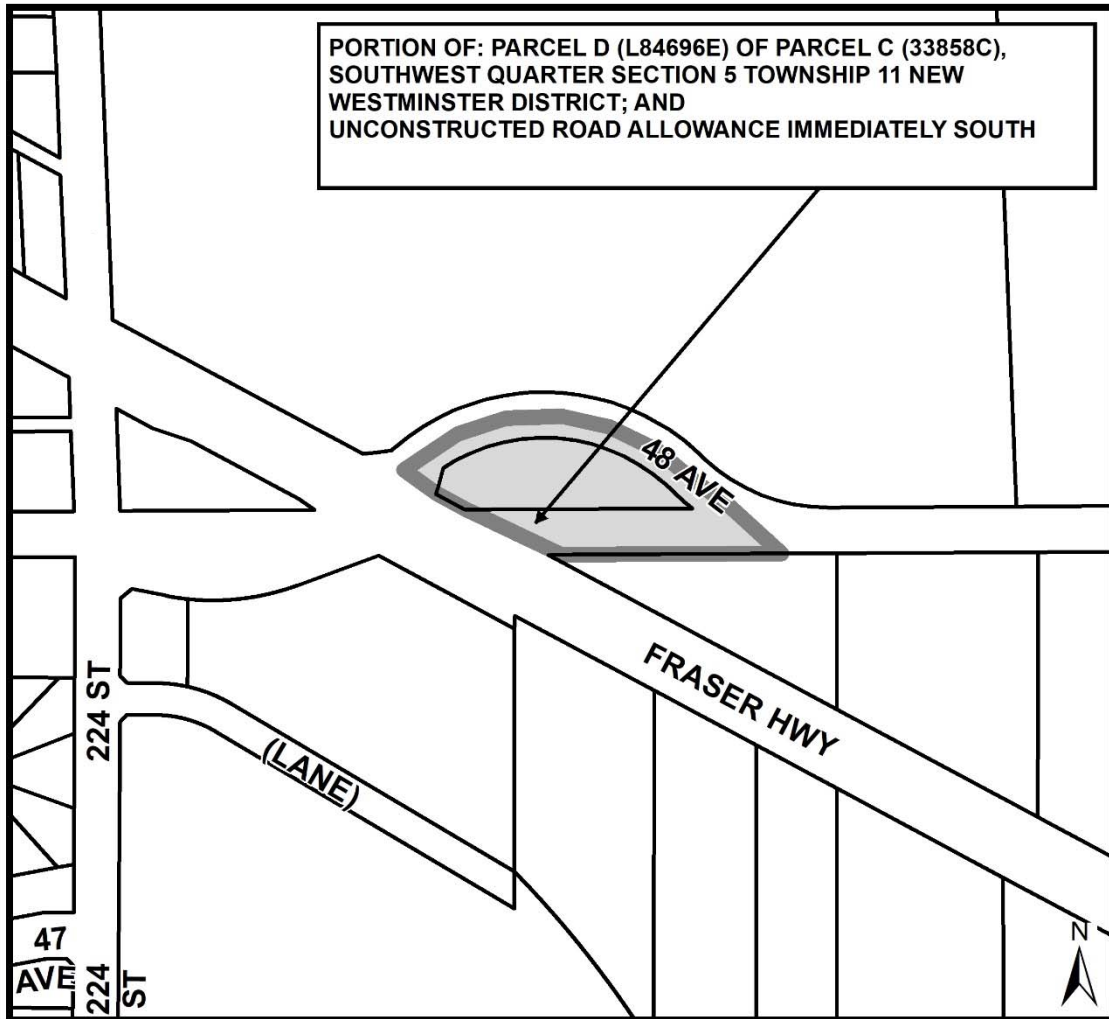 PORTION OF: PARCEL D (L84696E) OF PARCEL C (33858C),
SOUTHWEST QUARTER SECTION 5 TOWNSHIP 11 NEW
WESTMINSTER DISTRICT; AND
UNCONSTRUCTED ROAD ALLOWANCE IMMEDIATELY SOUTH
48 AVE
FRASER HWY
224 ST
(LANE)
47
AVE
224
ST
N